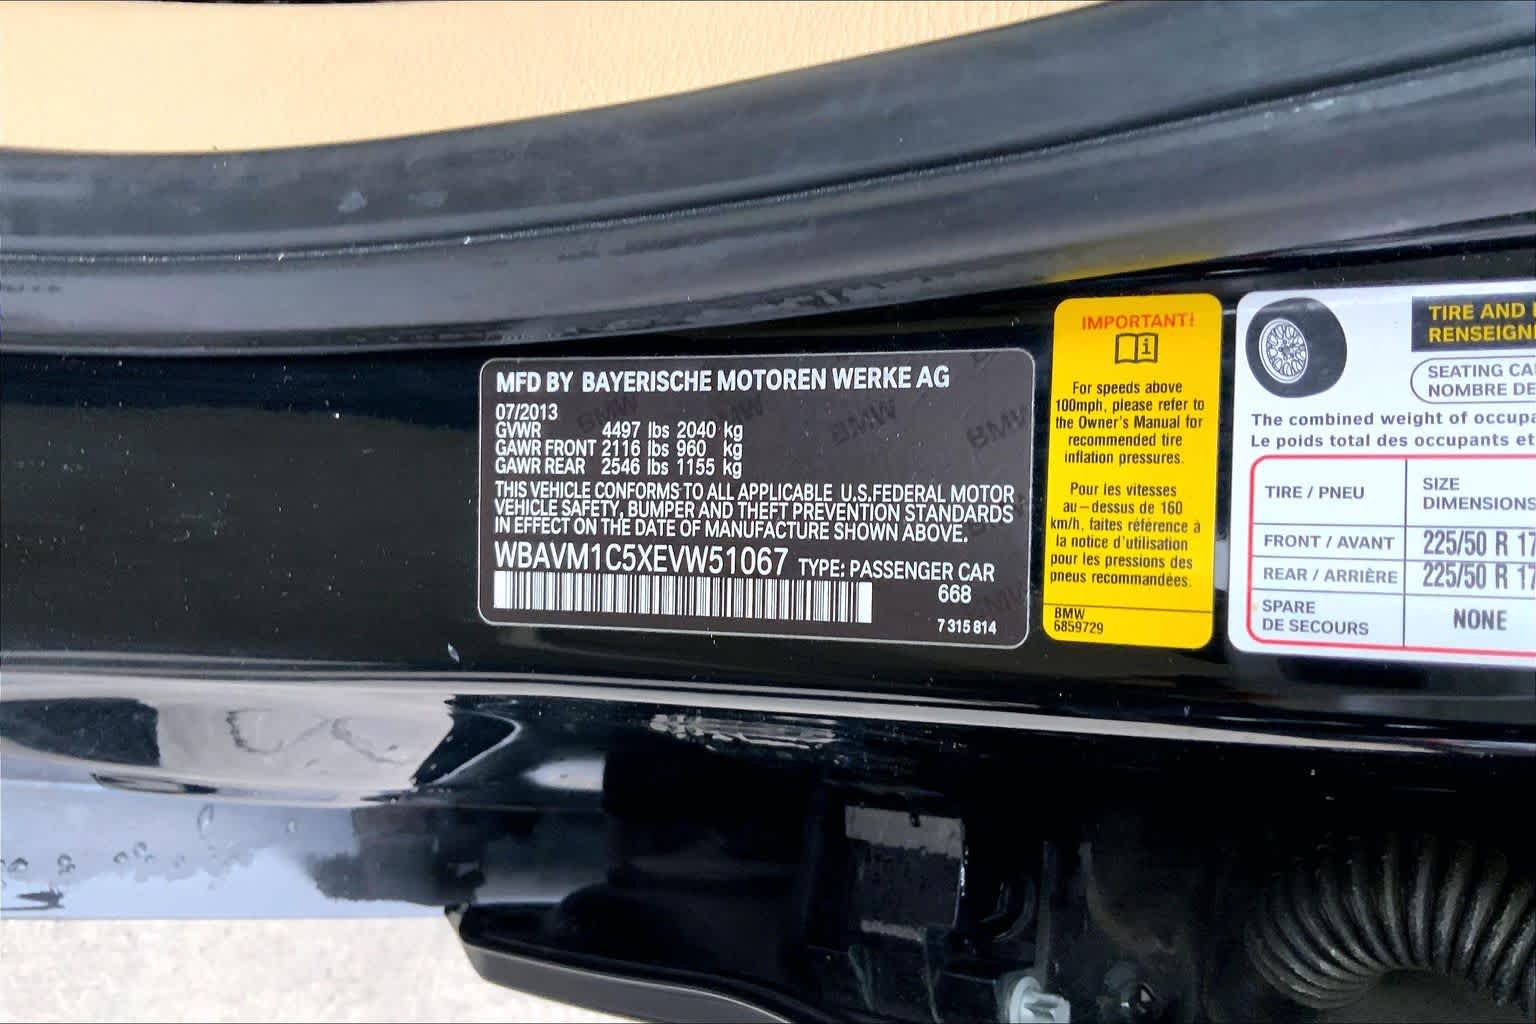 MFD BY BAYERISCHE MOTOREN WERKE AG
07/2013
GVWR 4497 lbs 2040 kg
GAWR FRONT 2116 lbs 960 kg
GAWR REAR 2546 lbs 1155 kg
THIS VEHICLE CONFORMS TO ALL APPLICABLE U.S.FEDERAL MOTOR
VEHICLE SAFETY, BUMPER AND THEFT PREVENTION STANDARDS
IN EFFECT ON THE DATE OF MANUFACTURE SHOWN ABOVE.
WBAVM1C5XEVW51067 TYPE: PASSENGER CAR
668
7 315 814
BMW BMW BMW BMW
BMW
IMPORTANT!
i
For speeds above
100mph, please refer to
the Owner's Manual for
recommended tire
inflation pressures.
Pour les vitesses
au-dessus de 160
km/h, faites référence à
la notice d'utilisation
pour les pressions des
pneus recommandées.
BMW
6859729
TIRE AND
RENSEIGN
SEATING CA
NOMBRE DE
The combined weight of occupa
Le poids total des occupants et
TIRE / PNEU SIZE
DIMENSIONS
FRONT / AVANT 225/50 R 17
REAR / ARRIÈRE 225/50 R 17
SPARE
DE SECOURS NONE